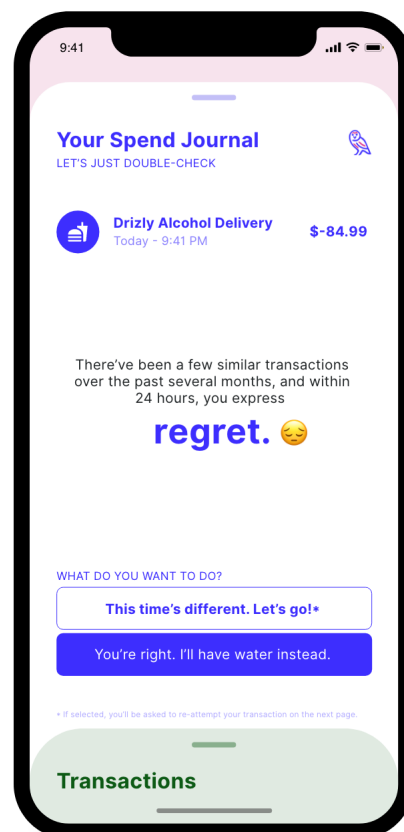 9:41
Your Spend Journal
LET'S JUST DOUBLE-CHECK
Drizly Alcohol Delivery
Today - 9:41 PM
$-84.99
There’ve been a few similar transactions
over the past several months, and within
24 hours, you express
regret. 😔
WHAT DO YOU WANT TO DO?
This time’s different. Let’s go!*
You’re right. I’ll have water instead.
* If selected, you’ll be asked to re-attempt your transaction on the next page.
Transactions